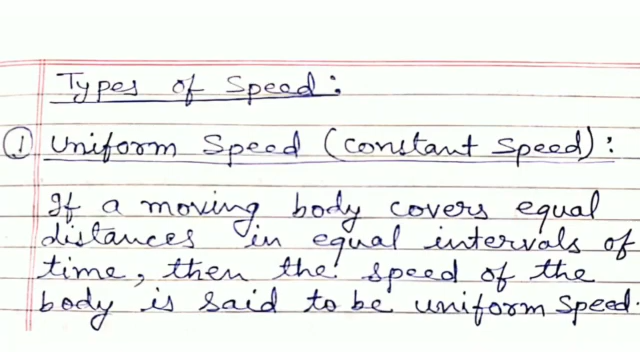 Types of Speed:
① Uniform Speed (Constant Speed):
If a moving body covers equal
distances in equal intervals of
time, then the speed of the
body is said to be uniform speed.